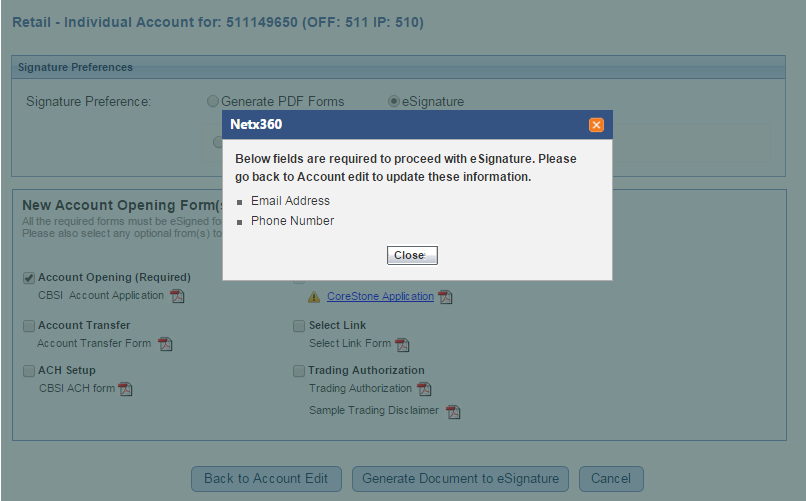 Retail - Individual Account for: 511149650 (OFF: 511 IP: 510)
Signature Preferences
Signature Preference:
Generate PDF Forms
eSignature
Netx360
Below fields are required to proceed with eSignature. Please
go back to Account edit to update these information.
Email Address
Phone Number
Close
New Account Opening Form(
All the required forms must be eSigned fo
Please also select any optional from(s) to
Account Opening (Required)
CBSI Account Application
CoreStone Application
Account Transfer
Account Transfer Form
Select Link
Select Link Form
ACH Setup
CBSI ACH form
Trading Authorization
Trading Authorization
Sample Trading Disclaimer
Back to Account Edit
Generate Document to eSignature
Cancel